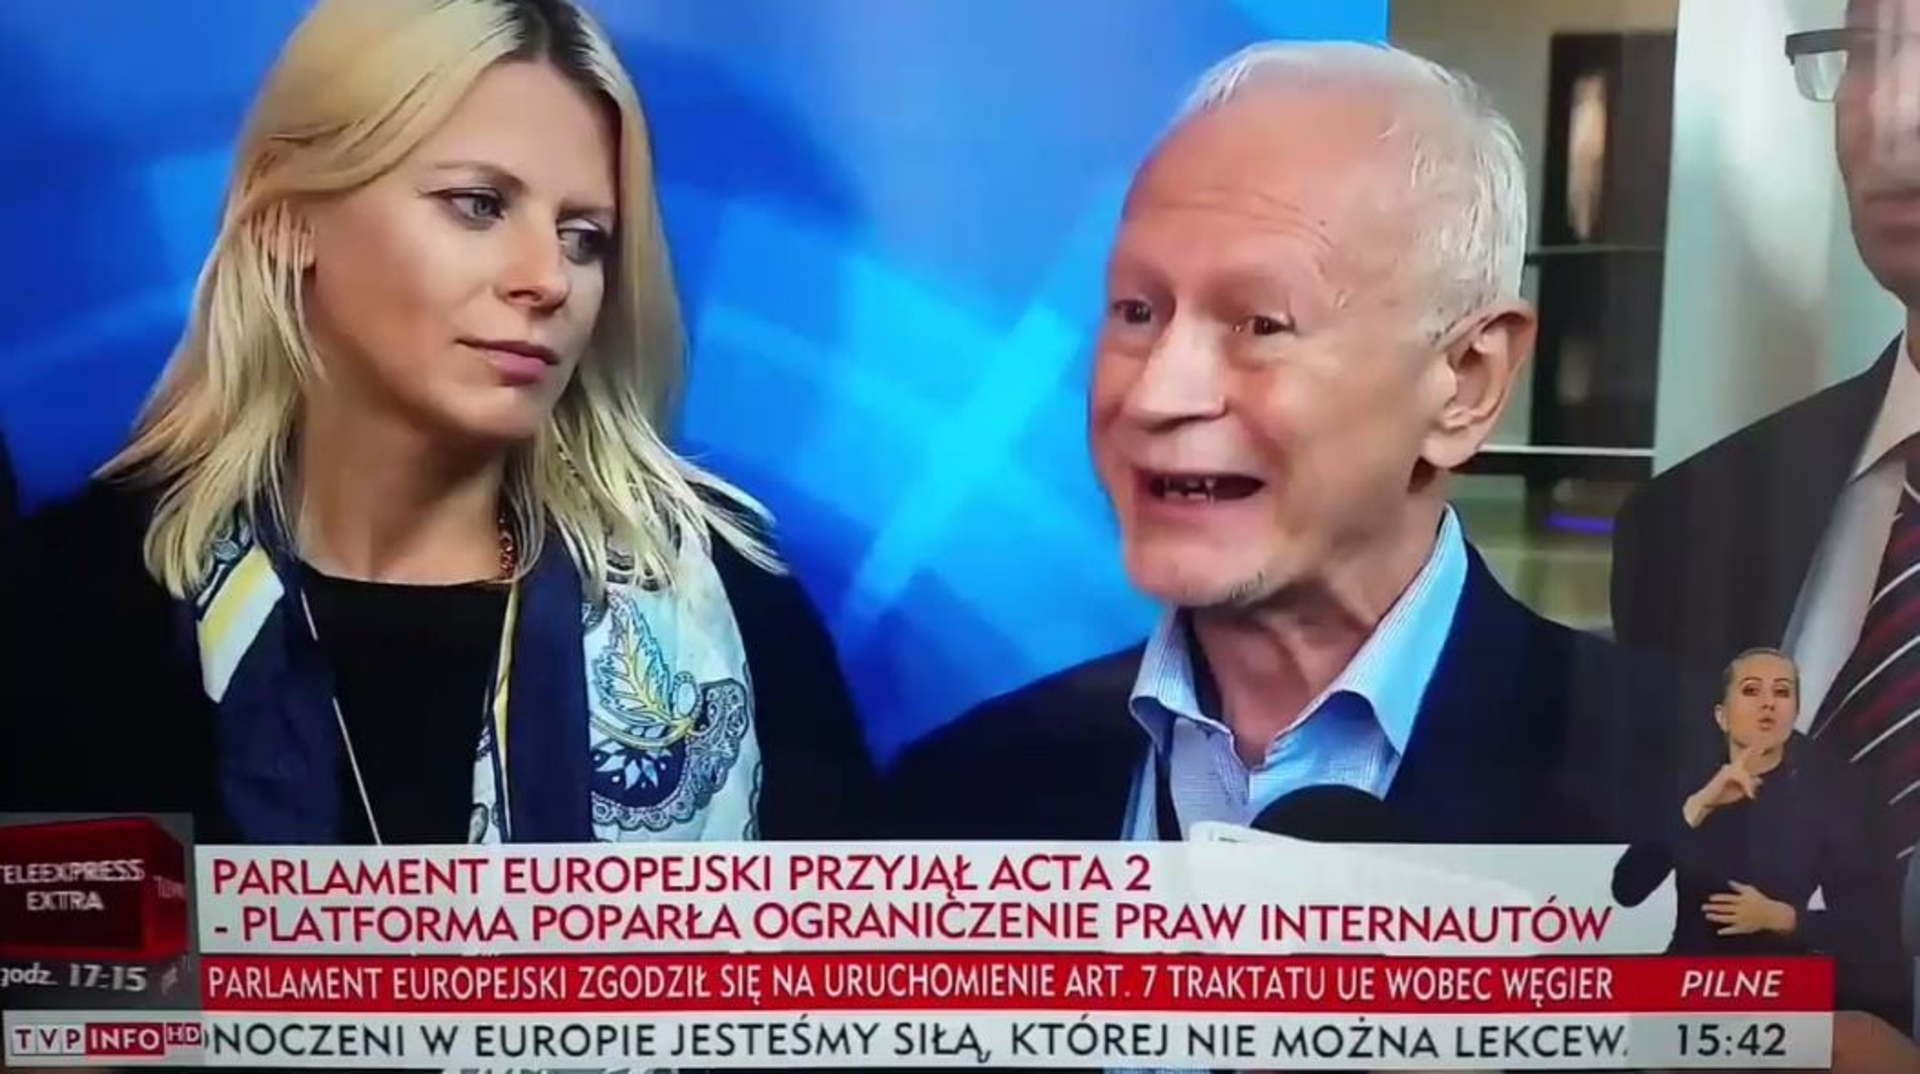 PARLAMENT EUROPEJSKI PRZYJĄŁ ACTA 2
- PLATFORMA POPARŁA OGRANICZENIE PRAW INTERNAUTÓW
TELEEXPRESS
EXTRA
godz. 17:15
PARLAMENT EUROPEJSKI ZGODZIŁ SIĘ NA URUCHOMIENIE ART. 7 TRAKTATU UE WOBEC WĘGIER
PILNE
TVP INFO HD
ONOCZENI W EUROPIE JESTEŚMY SIŁĄ, KTÓREJ NIE MOŻNA LEKCEW
15:42